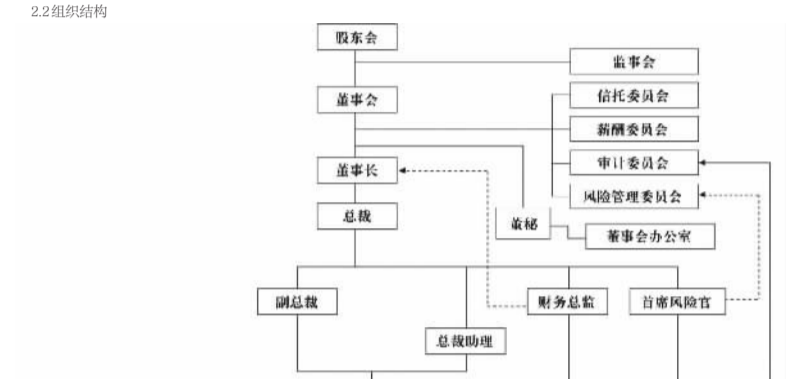 2.2组织结构
股东会
监事会
董事会
信托委员会
薪酬委员会
审计委员会
董事长
风险管理委员会
总裁
董秘
董事会办公室
副总裁
财务总监
首席风险官
总裁助理